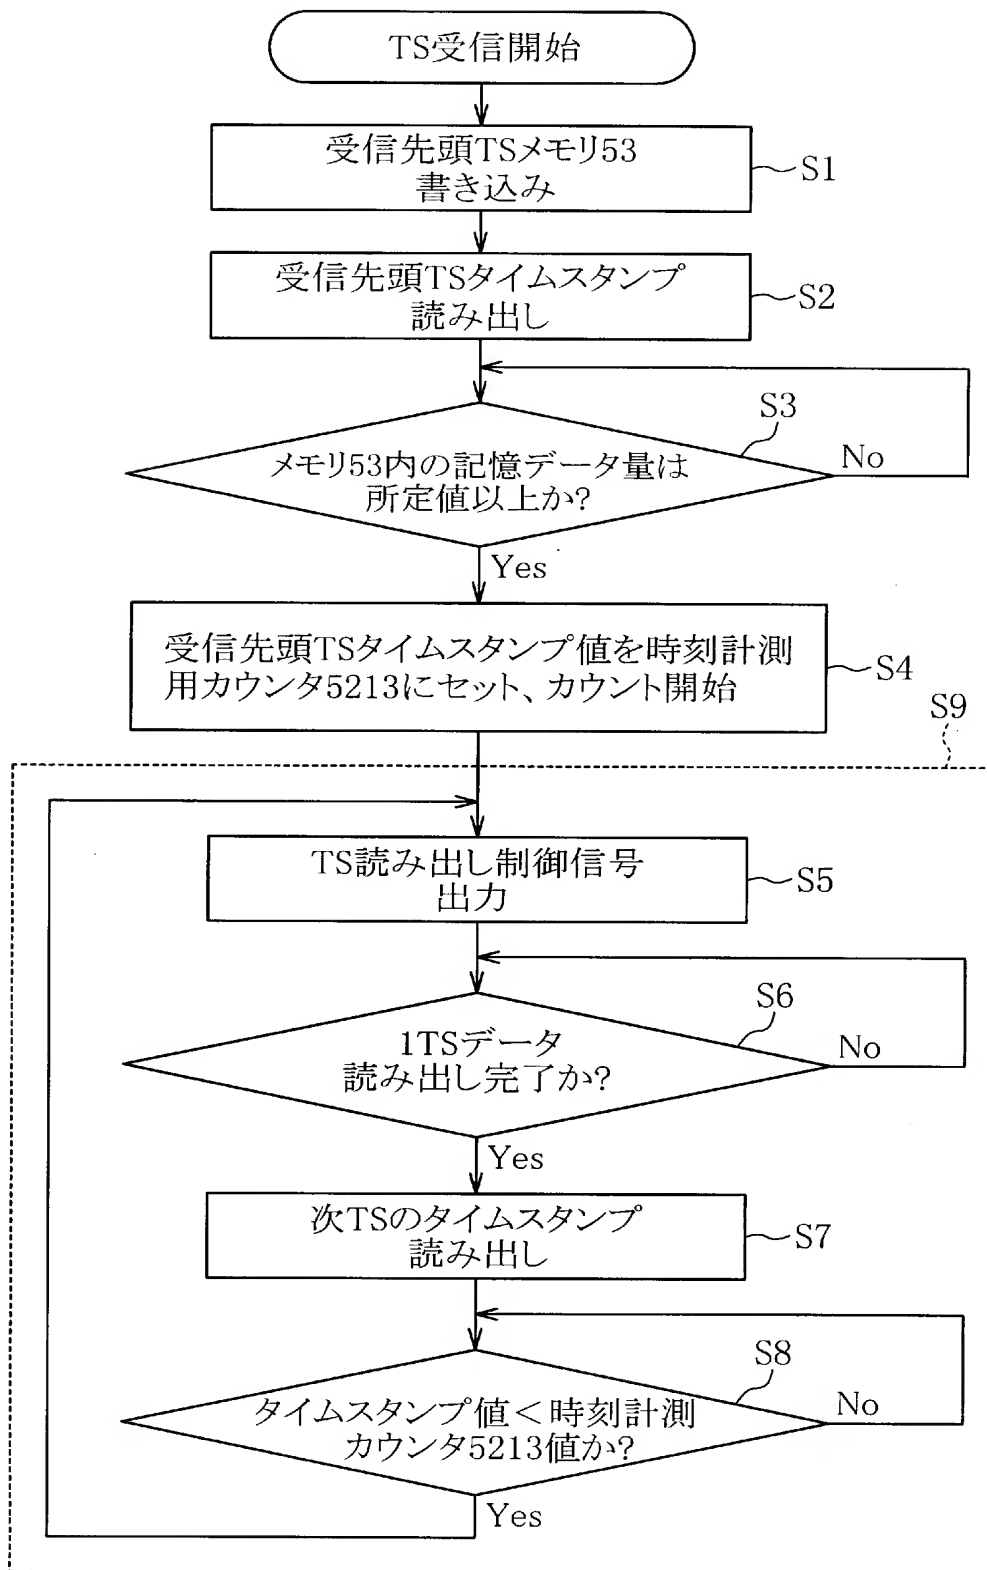 TS受信開始
受信先頭TSメモリ53
書き込み
S1
受信先頭TSタイムスタンプ
読み出し
S2
S3
メモリ53内の記憶データ量は
所定値以上か?
No
Yes
受信先頭TSタイムスタンプ値を時刻計測
用カウンタ5213にセット、カウント開始
S4
S9
TS読み出し制御信号
出力
S5
S6
1TSデータ
読み出し完了か?
No
Yes
次TSのタイムスタンプ
読み出し
S7
S8
タイムスタンプ値<時刻計測
カウンタ5213値か?
No
Yes